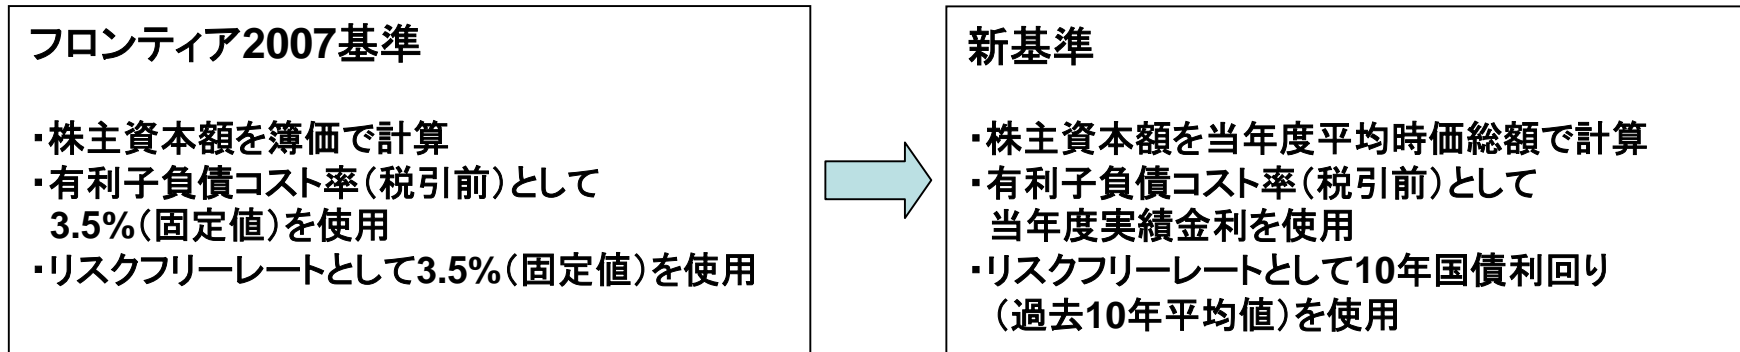 フロンティア2007基準
・株主資本額を簿価で計算
・有利子負債コスト率(税引前)として
3.5%(固定値)を使用
・リスクフリーレートとして3.5%(固定値)を使用
新基準
・株主資本額を当年度平均時価総額で計算
・有利子負債コスト率(税引前)として
当年度実績金利を使用
・リスクフリーレートとして10年国債利回り
(過去10年平均値)を使用